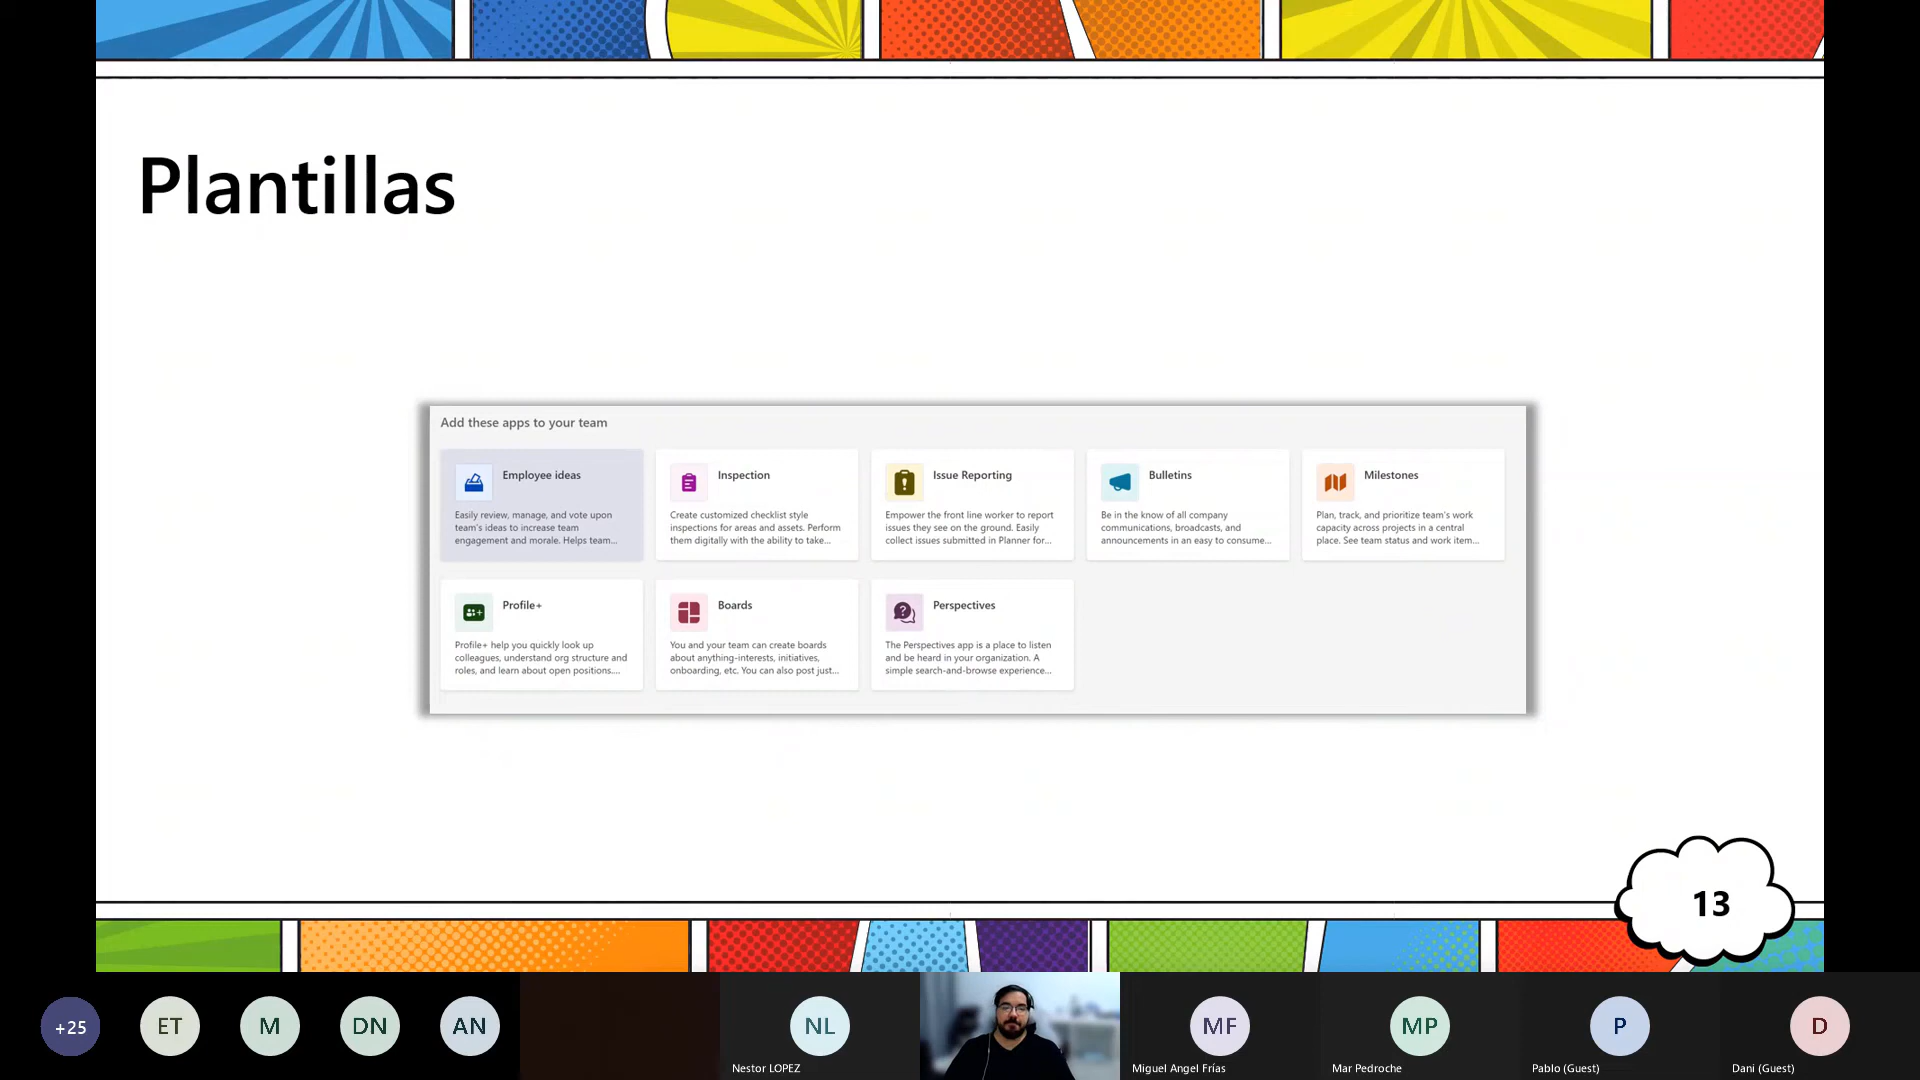 Plantillas
Add these apps to your team
Employee ideas
Easily review, manage, and vote upon
team's ideas to increase team
engagement and morale. Helps team...
Inspection
Create customized checklist style
inspections for areas and assets. Perform
them digitally with the ability to take...
Issue Reporting
Empower the front line worker to report
issues they see on the ground. Easily
collect issues submitted in Planner for...
Bulletins
Be in the know of all company
communications, broadcasts, and
announcements in an easy to consume...
Milestones
Plan, track, and prioritize team's work
capacity across projects in a central
place. See team status and work item...
Profile+
Profile+ help you quickly look up
colleagues, understand org structure and
roles, and learn about open positions....
Boards
You and your team can create boards
about anything-interests, initiatives,
onboarding, etc. You can also post just...
Perspectives
The Perspectives app is a place to listen
and be heard in your organization. A
simple search-and-browse experience...
13
+25
ET
M
DN
AN
NL
Nestor LOPEZ
MF
Miguel Angel Frías
MP
Mar Pedroche
P
Pablo (Guest)
D
Dani (Guest)